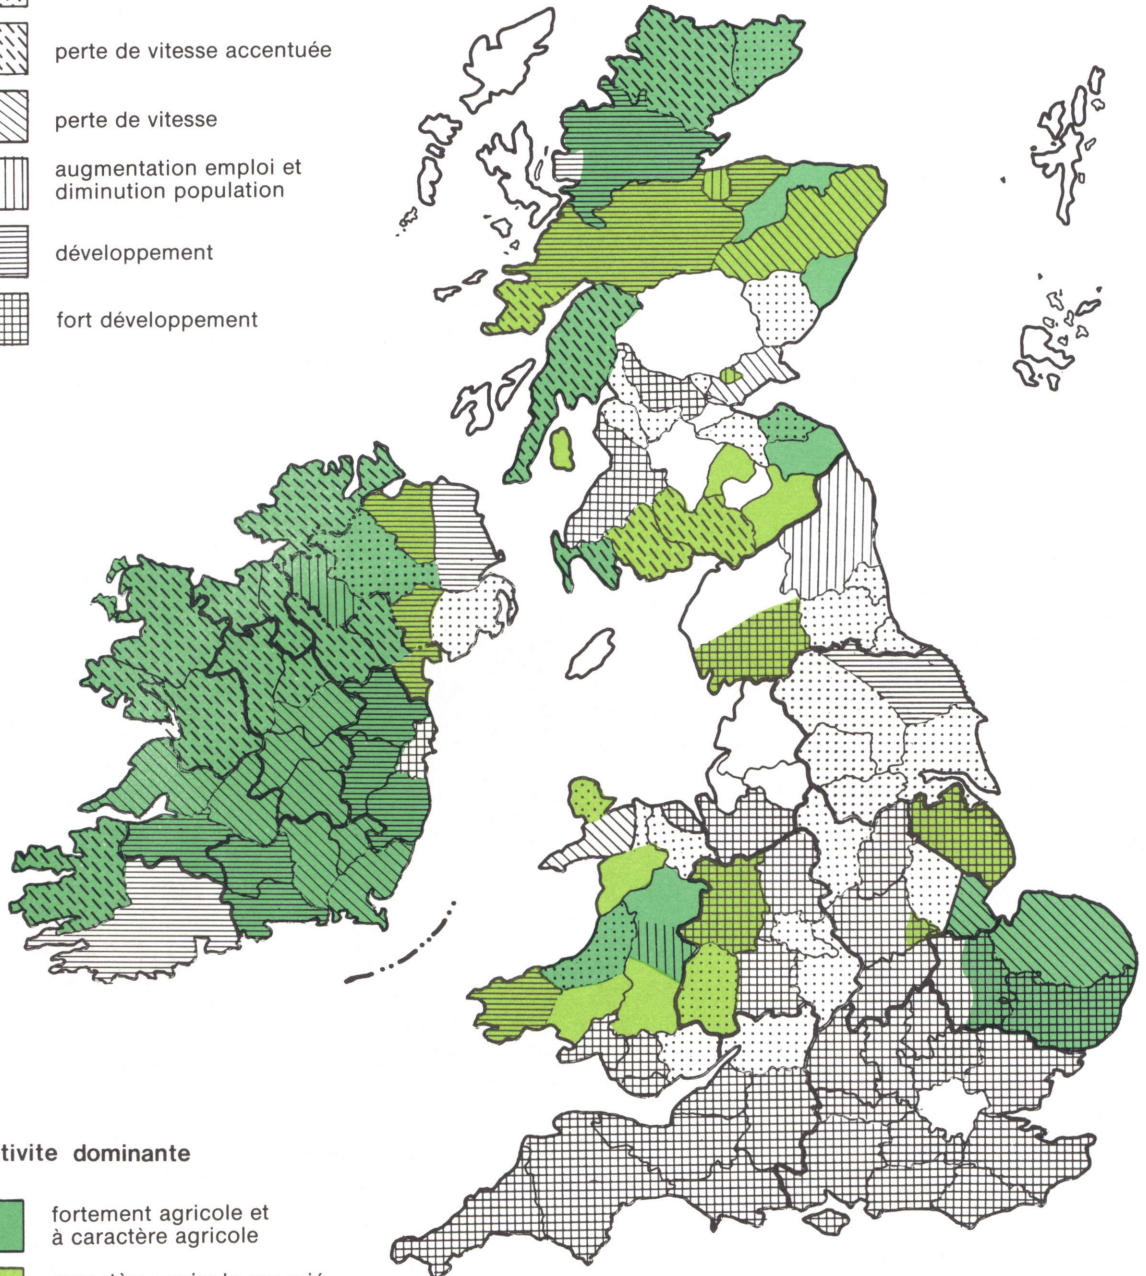 perte de vitesse accentuée
perte de vitesse
augmentation emploi et
diminution population
développement
fort développement
tivite dominante
fortement agricole et
à caractère agricole